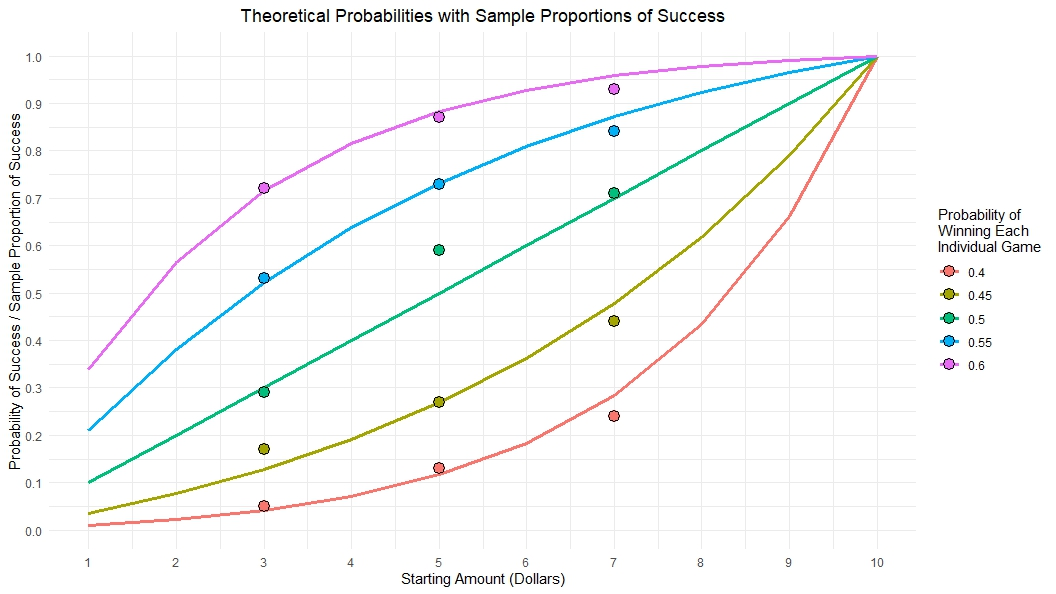 Theoretical Probabilities with Sample Proportions of Success
Probability of Success / Sample Proportion of Success
1.0
0.9
0.8
0.7
0.6
0.5
0.4
0.3
0.2
0.1
0.0
1 2 3 4 5 6 7 8 9 10
Starting Amount (Dollars)
Probability of
Winning Each
Individual Game
0.4
0.45
0.5
0.55
0.6